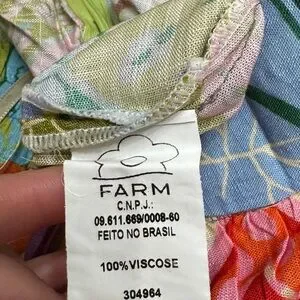 FARM
C.N.P.J.:
09.611.669/0008-60
FEITO NO BRASIL
100% VISCOSE
304964